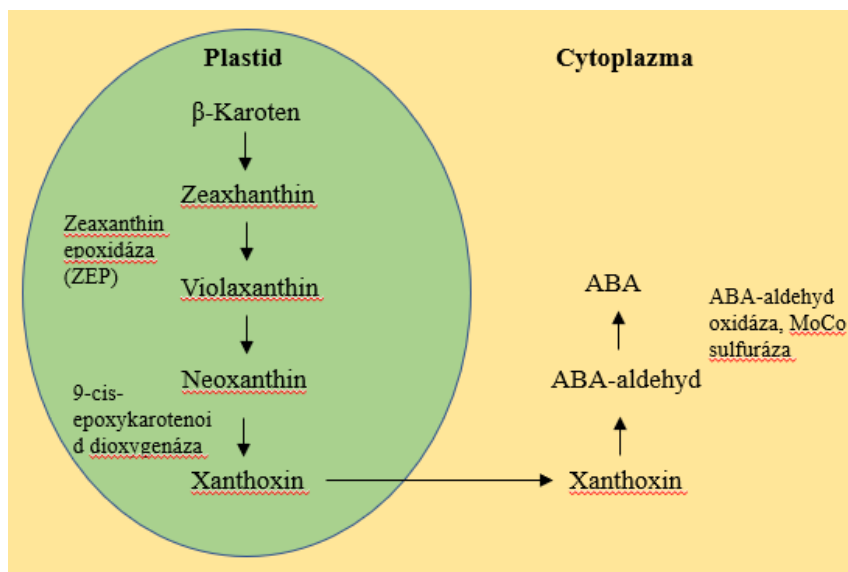 Plastid
Cytoplazma
β-Karoten
Zeaxhanthin
Zeaxanthin
epoxidáza
(ZEP)
Violaxanthin
Neoxanthin
9-cis-
epoxykarotenoi
d dioxygenáza
Xanthoxin
Xanthoxin
ABA-aldehyd
ABA
ABA-aldehyd
oxidáza, MoCo
sulfuráza